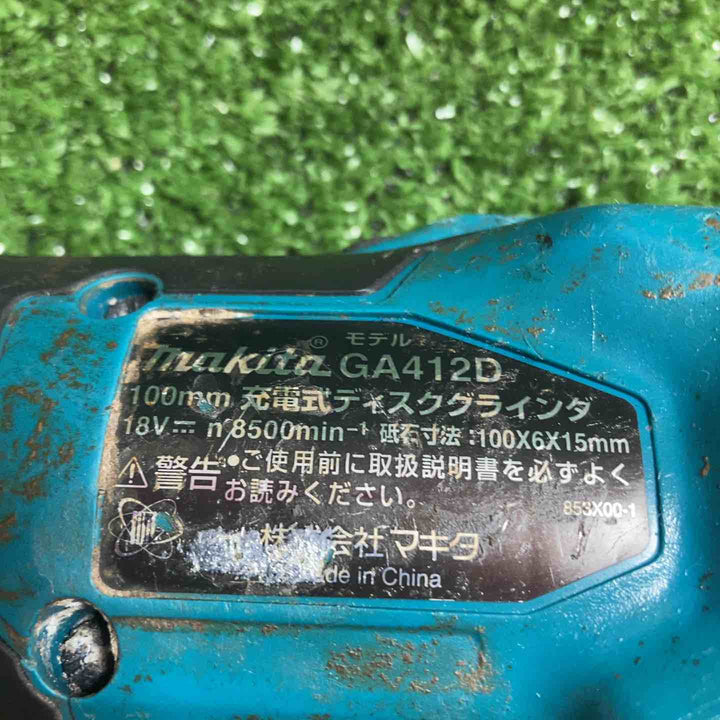 モデル
makita® GA412D
100mm 充電式ディスクグラインダ
18V⎓ n 8500min⁻¹ 砥石寸法:100X6X15mm
⚠警告 •ご使用前に取扱説明書を必ずよく
お読みください。
853X00-1
株 会社 マキタ
Made in China